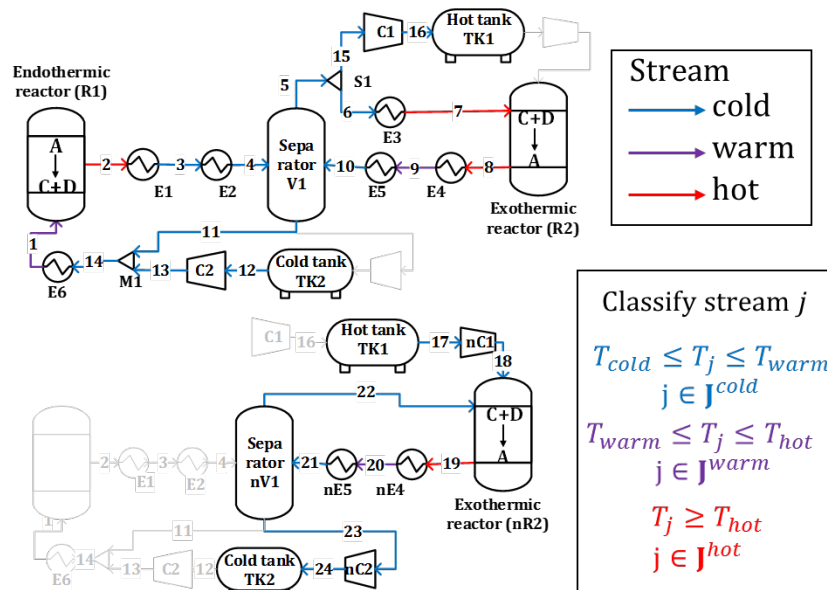 C1
16
Hot tank
TK1
15
Endothermic
reactor (R1)
5
S1
Stream
cold
warm
hot
6
7
E3
A
C+D
2
E1
3
E2
4
Sepa
rator
V1
10
E5
9
E4
8
C+D
A
Exothermic
reactor (R2)
1
11
14
E6
M1
13
C2
12
Cold tank
TK2
Classify stream j
T_cold ≤ T_j ≤ T_warm
j ∈ J^cold
T_warm ≤ T_j ≤ T_hot
j ∈ J^warm
T_j ≥ T_hot
j ∈ J^hot
C1
16
Hot tank
TK1
17
nC1
18
22
C+D
A
2
E1
3
E2
4
Sepa
rator
nV1
21
nE5
20
nE4
19
Exothermic
reactor (nR2)
1
11
23
E6
14
13
C2
12
Cold tank
TK2
24
nC2